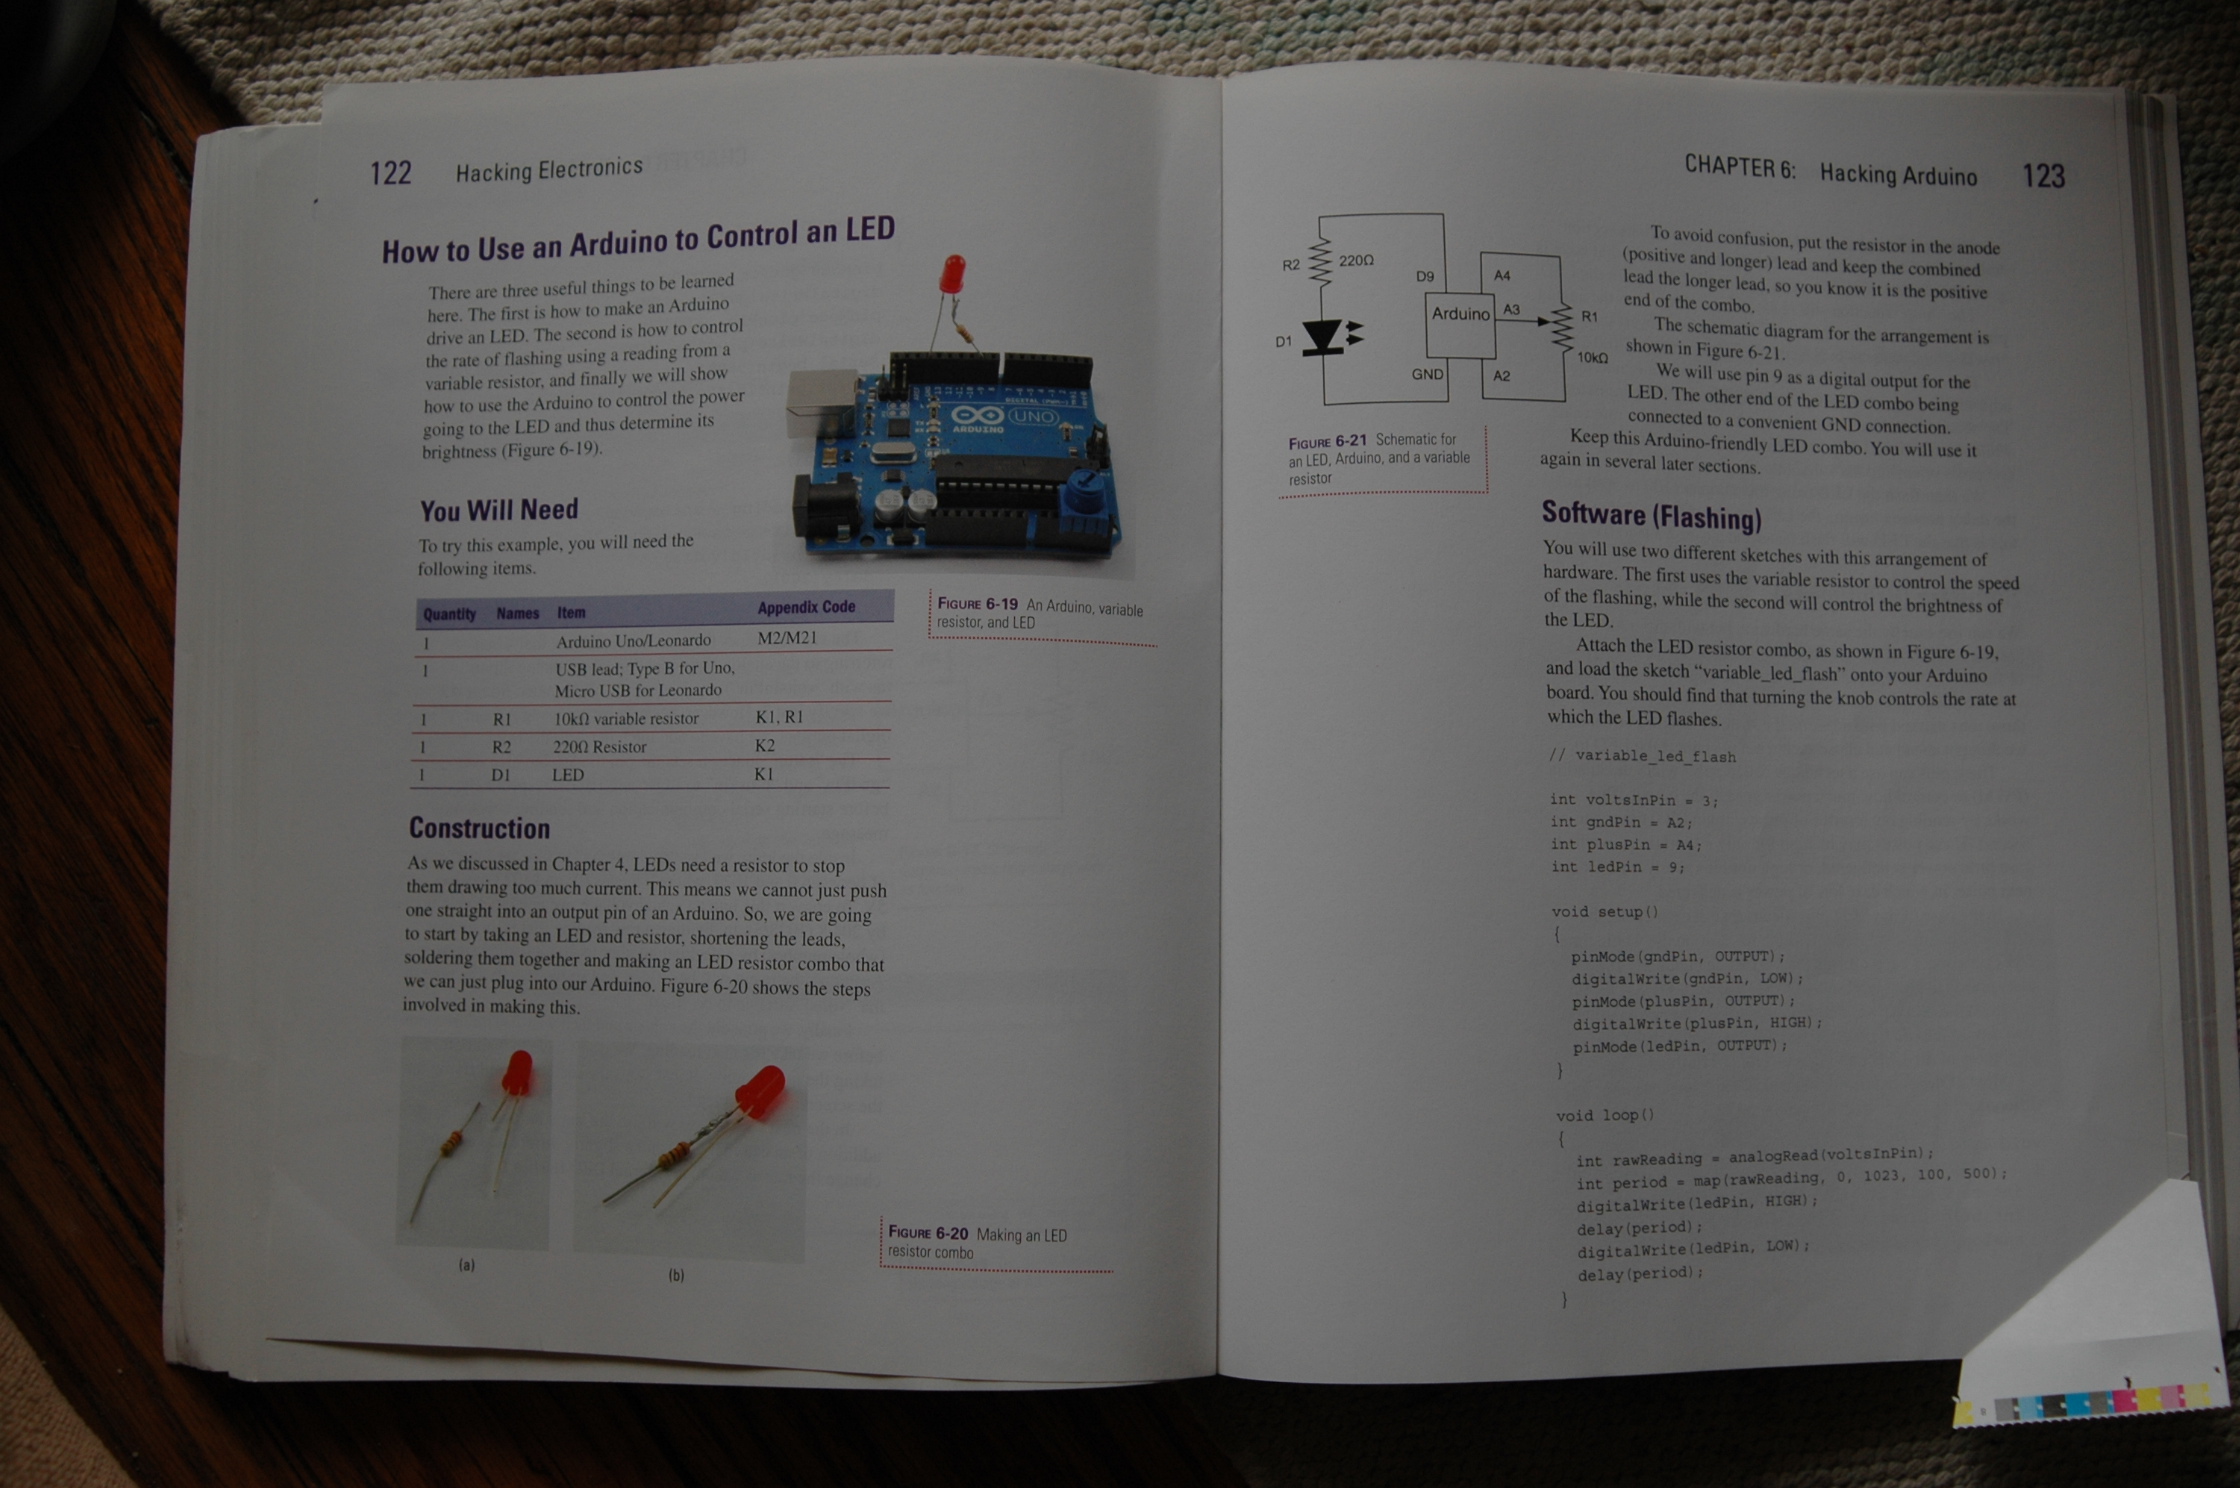 122 Hacking Electronics
How to Use an Arduino to Control an LED
There are three useful things to be learned
here. The first is how to make an Arduino
drive an LED. The second is how to control
the rate of flashing using a reading from a
variable resistor, and finally we will show
how to use the Arduino to control the power
going to the LED and thus determine its
brightness (Figure 6-19).
ARDUINO UNO
FIGURE 6-19 An Arduino, variable
resistor, and LED
You Will Need
To try this example, you will need the
following items.
Quantity Names Item Appendix Code
1 Arduino Uno/Leonardo M2/M21
1 USB lead; Type B for Uno,
Micro USB for Leonardo
1 R1 10kΩ variable resistor K1, R1
1 R2 220Ω Resistor K2
1 D1 LED K1
Construction
As we discussed in Chapter 4, LEDs need a resistor to stop
them drawing too much current. This means we cannot just push
one straight into an output pin of an Arduino. So, we are going
to start by taking an LED and resistor, shortening the leads,
soldering them together and making an LED resistor combo that
we can just plug into our Arduino. Figure 6-20 shows the steps
involved in making this.
(a)
(b)
FIGURE 6-20 Making an LED
resistor combo
CHAPTER 6: Hacking Arduino 123
R2 220Ω
D9 A4
Arduino A3 R1
D1
10kΩ
GND A2
FIGURE 6-21 Schematic for
an LED, Arduino, and a variable
resistor
To avoid confusion, put the resistor in the anode
(positive and longer) lead and keep the combined
lead the longer lead, so you know it is the positive
end of the combo.
The schematic diagram for the arrangement is
shown in Figure 6-21.
We will use pin 9 as a digital output for the
LED. The other end of the LED combo being
connected to a convenient GND connection.
Keep this Arduino-friendly LED combo. You will use it
again in several later sections.
Software (Flashing)
You will use two different sketches with this arrangement of
hardware. The first uses the variable resistor to control the speed
of the flashing, while the second will control the brightness of
the LED.
Attach the LED resistor combo, as shown in Figure 6-19,
and load the sketch “variable_led_flash” onto your Arduino
board. You should find that turning the knob controls the rate at
which the LED flashes.
// variable_led_flash
int voltsInPin = 3;
int gndPin = A2;
int plusPin = A4;
int ledPin = 9;
void setup()
{
pinMode(gndPin, OUTPUT);
digitalWrite(gndPin, LOW);
pinMode(plusPin, OUTPUT);
digitalWrite(plusPin, HIGH);
pinMode(ledPin, OUTPUT);
}
void loop()
{
int rawReading = analogRead(voltsInPin);
int period = map(rawReading, 0, 1023, 100, 500);
digitalWrite(ledPin, HIGH);
delay(period);
digitalWrite(ledPin, LOW);
delay(period);
}